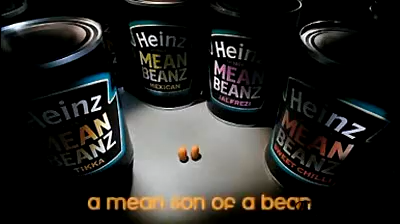 Heinz
MEAN
BEANZ
TIKKA
Heinz
MEAN
BEANZ
MEXICAN
Heinz
MEAN
BEANZ
JALFREZI
Heinz
MEAN
BEANZ
SWEET CHILLI
a mean son of a bean